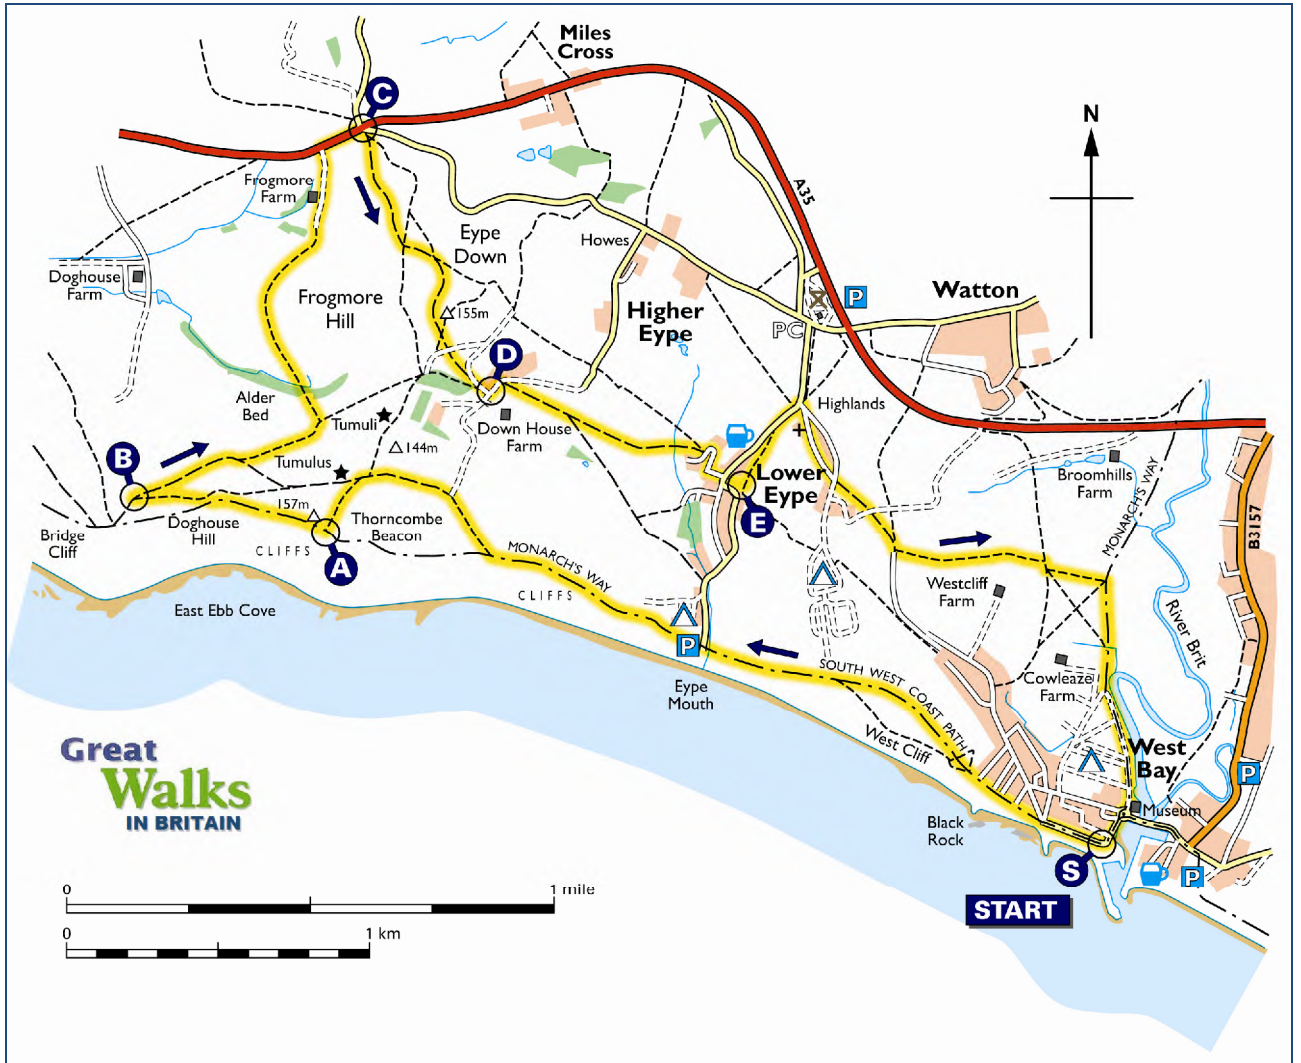 Miles
Cross
C
N
A35
Frogmore
Farm
Eype
Down
Howes
Doghouse
Farm
Frogmore
Hill
155m
Higher
Eype
P
PC
Watton
D
Alder
Bed
Tumuli
144m
Down House
Farm
Highlands
B
Tumulus
157m
Lower
Eype
E
Broomhills
Farm
MONARCH'S WAY
B3157
Bridge
Cliff
Doghouse
Hill
Thorncombe
Beacon
CLIFFS
A
MONARCH'S WAY
CLIFFS
Westcliff
Farm
River Brit
East Ebb Cove
P
Eype
Mouth
SOUTH WEST COAST PATH
Cowleaze
Farm
West Cliff
West
Bay
P
Museum
Black
Rock
S
START
P
Great
Walks
IN BRITAIN
0
1 mile
0
1 km